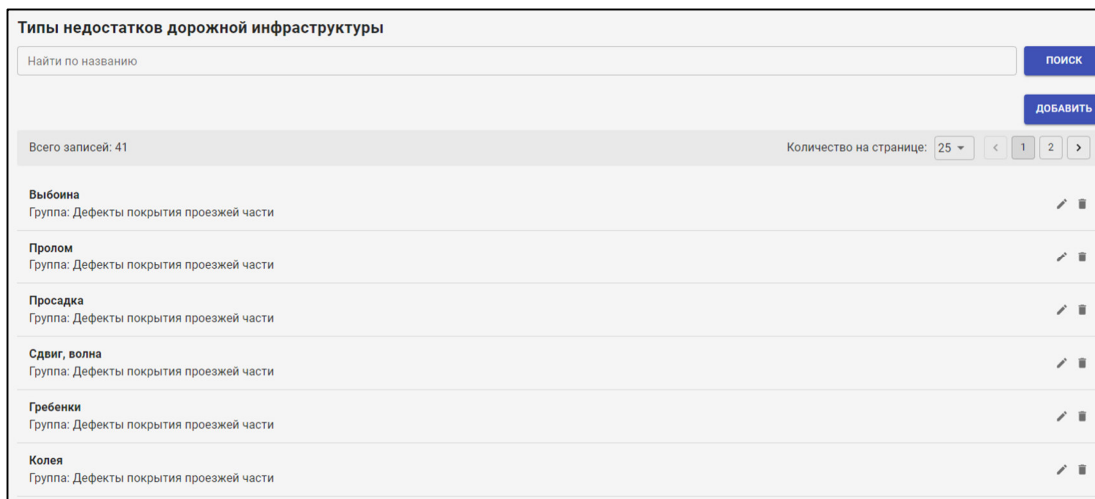 Типы недостатков дорожной инфраструктуры
Найти по названию
ПОИСК
ДОБАВИТЬ
Всего записей: 41 Количество на странице: 25 1 2
Выбоина
Группа: Дефекты покрытия проезжей части
Пролом
Группа: Дефекты покрытия проезжей части
Просадка
Группа: Дефекты покрытия проезжей части
Сдвиг, волна
Группа: Дефекты покрытия проезжей части
Гребенки
Группа: Дефекты покрытия проезжей части
Колея
Группа: Дефекты покрытия проезжей части